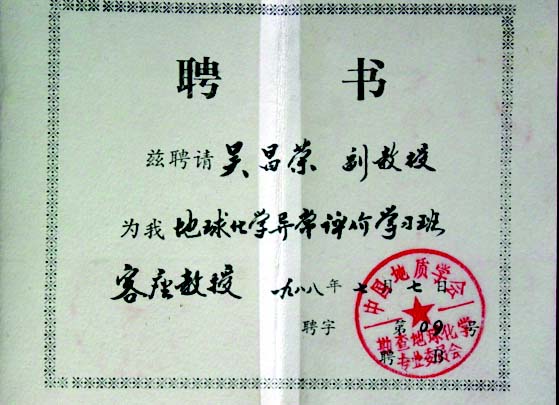 聘书
兹聘请吴昌荣 副教授
为我地球化学异常评价学习班
客座教授 一九八八年七月七日
聘字 第09号
聘
中国地质学会
勘查地球化学
专业委员会